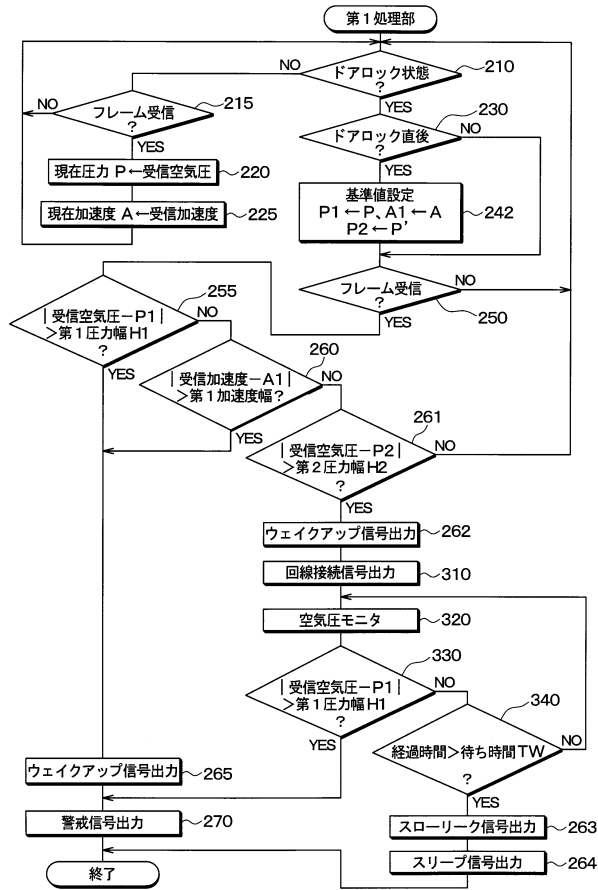 第1処理部
ドアロック状態
?
210
NO
YES
フレーム受信
?
215
NO
YES
ドアロック直後
?
230
NO
YES
現在圧力 P←受信空気圧
220
現在加速度 A←受信加速度
225
基準値設定
P1←P、A1←A
P2←P'
242
フレーム受信
?
250
NO
YES
|受信空気圧－P1|
>第1圧力幅H1
?
255
NO
YES
|受信加速度－A1|
>第1加速度幅?
260
NO
YES
|受信空気圧－P2|
>第2圧力幅H2
?
261
NO
YES
ウェイクアップ信号出力
262
回線接続信号出力
310
空気圧モニタ
320
|受信空気圧－P1|
>第1圧力幅H1
?
330
NO
YES
経過時間>待ち時間TW
?
340
NO
YES
ウェイクアップ信号出力
265
警戒信号出力
270
スローリーク信号出力
263
スリープ信号出力
264
終了